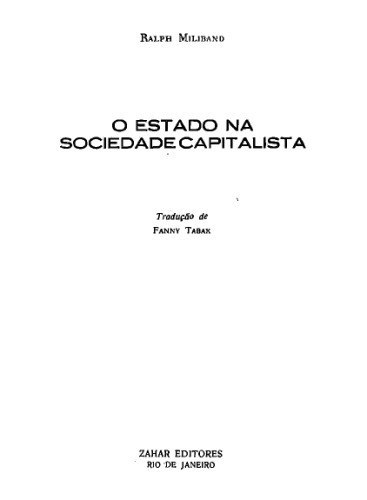 RALPH MILIBAND
O ESTADO NA
SOCIEDADE CAPITALISTA
Tradução de
FANNY TABAK
ZAHAR EDITORES
RIO DE JANEIRO